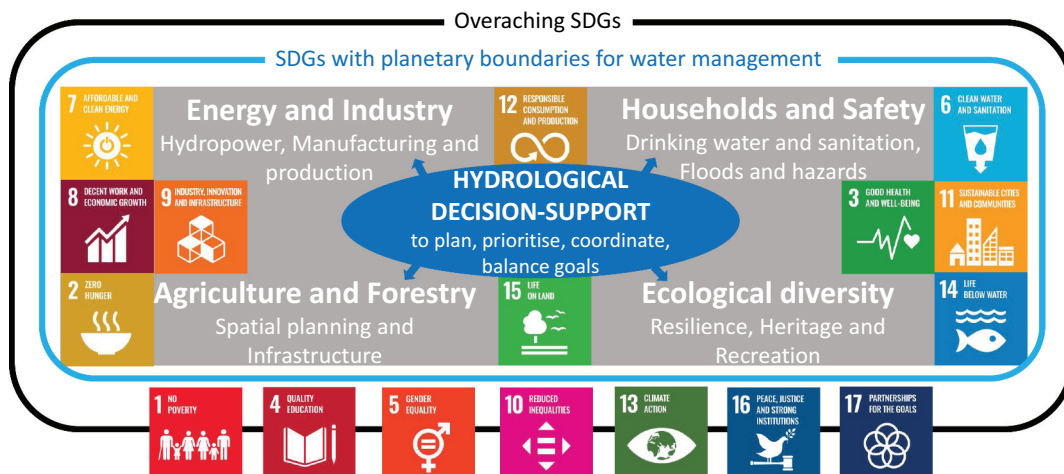 Overaching SDGs
SDGs with planetary boundaries for water management
7 AFFORDABLE AND
CLEAN ENERGY
Energy and Industry
Hydropower, Manufacturing and
production
12 RESPONSIBLE
CONSUMPTION
AND PRODUCTION
Households and Safety
Drinking water and sanitation,
Floods and hazards
6 CLEAN WATER
AND SANITATION
8 DECENT WORK AND
ECONOMIC GROWTH
9 INDUSTRY, INNOVATION
AND INFRASTRUCTURE
HYDROLOGICAL
DECISION-SUPPORT
to plan, prioritise, coordinate,
balance goals
3 GOOD HEALTH
AND WELL-BEING
11 SUSTAINABLE CITIES
AND COMMUNITIES
2 ZERO
HUNGER
Agriculture and Forestry
Spatial planning and
Infrastructure
15 LIFE
ON LAND
Ecological diversity
Resilience, Heritage and
Recreation
14 LIFE
BELOW WATER
1 NO
POVERTY
4 QUALITY
EDUCATION
5 GENDER
EQUALITY
10 REDUCED
INEQUALITIES
13 CLIMATE
ACTION
16 PEACE, JUSTICE
AND STRONG
INSTITUTIONS
17 PARTNERSHIPS
FOR THE GOALS